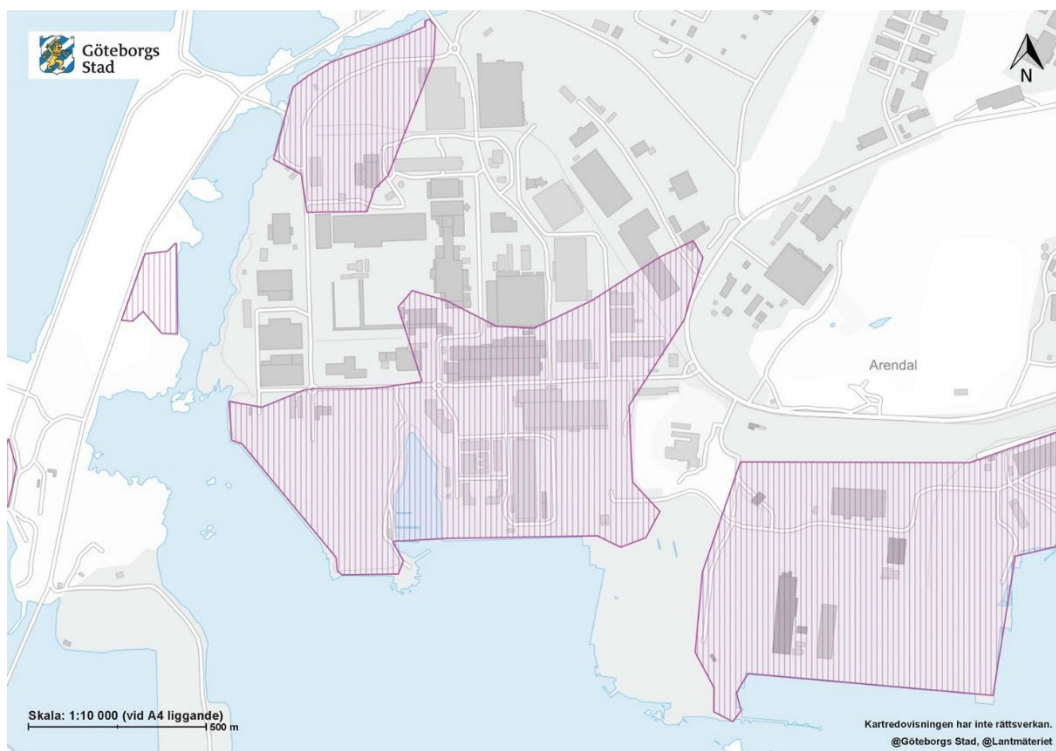 Göteborgs
Stad
N
Arendal
Skala: 1:10 000 (vid A4 liggande)
500 m
Kartredovisningen har inte rättsverkan.
@Göteborgs Stad, @Lantmäteriet